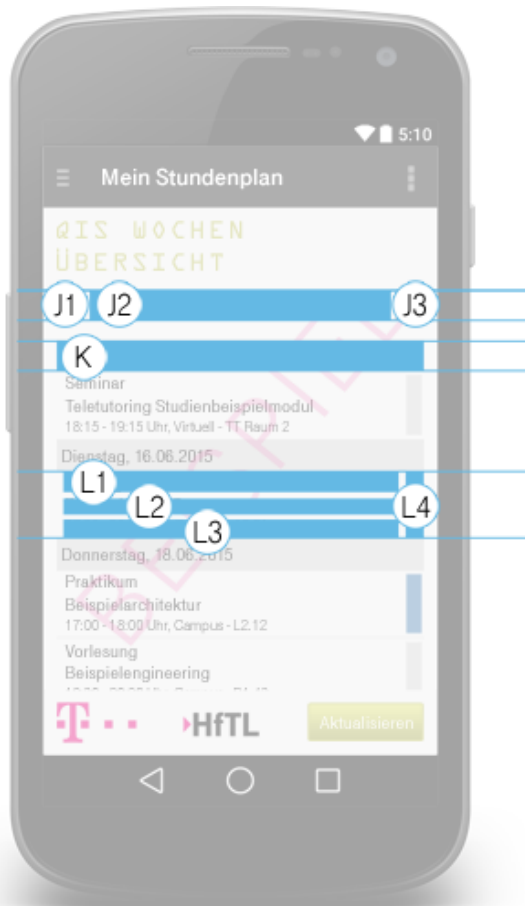 5:10
Mein Stundenplan
QIS WOCHEN
ÜBERSICHT
J1 J2 J3
K
Seminar
Teletutoring Studienbeispielmodul
18:15 - 19:15 Uhr, Virtuell - TT Raum 2
Dienstag, 16.06.2015
L1
L2 L4
L3
Donnerstag, 18.06.2015
Praktikum
Beispielarchitektur
17:00 - 18:00 Uhr, Campus - L2.12
Vorlesung
Beispielengineering
T HfTL Aktualisieren
BEISPIEL